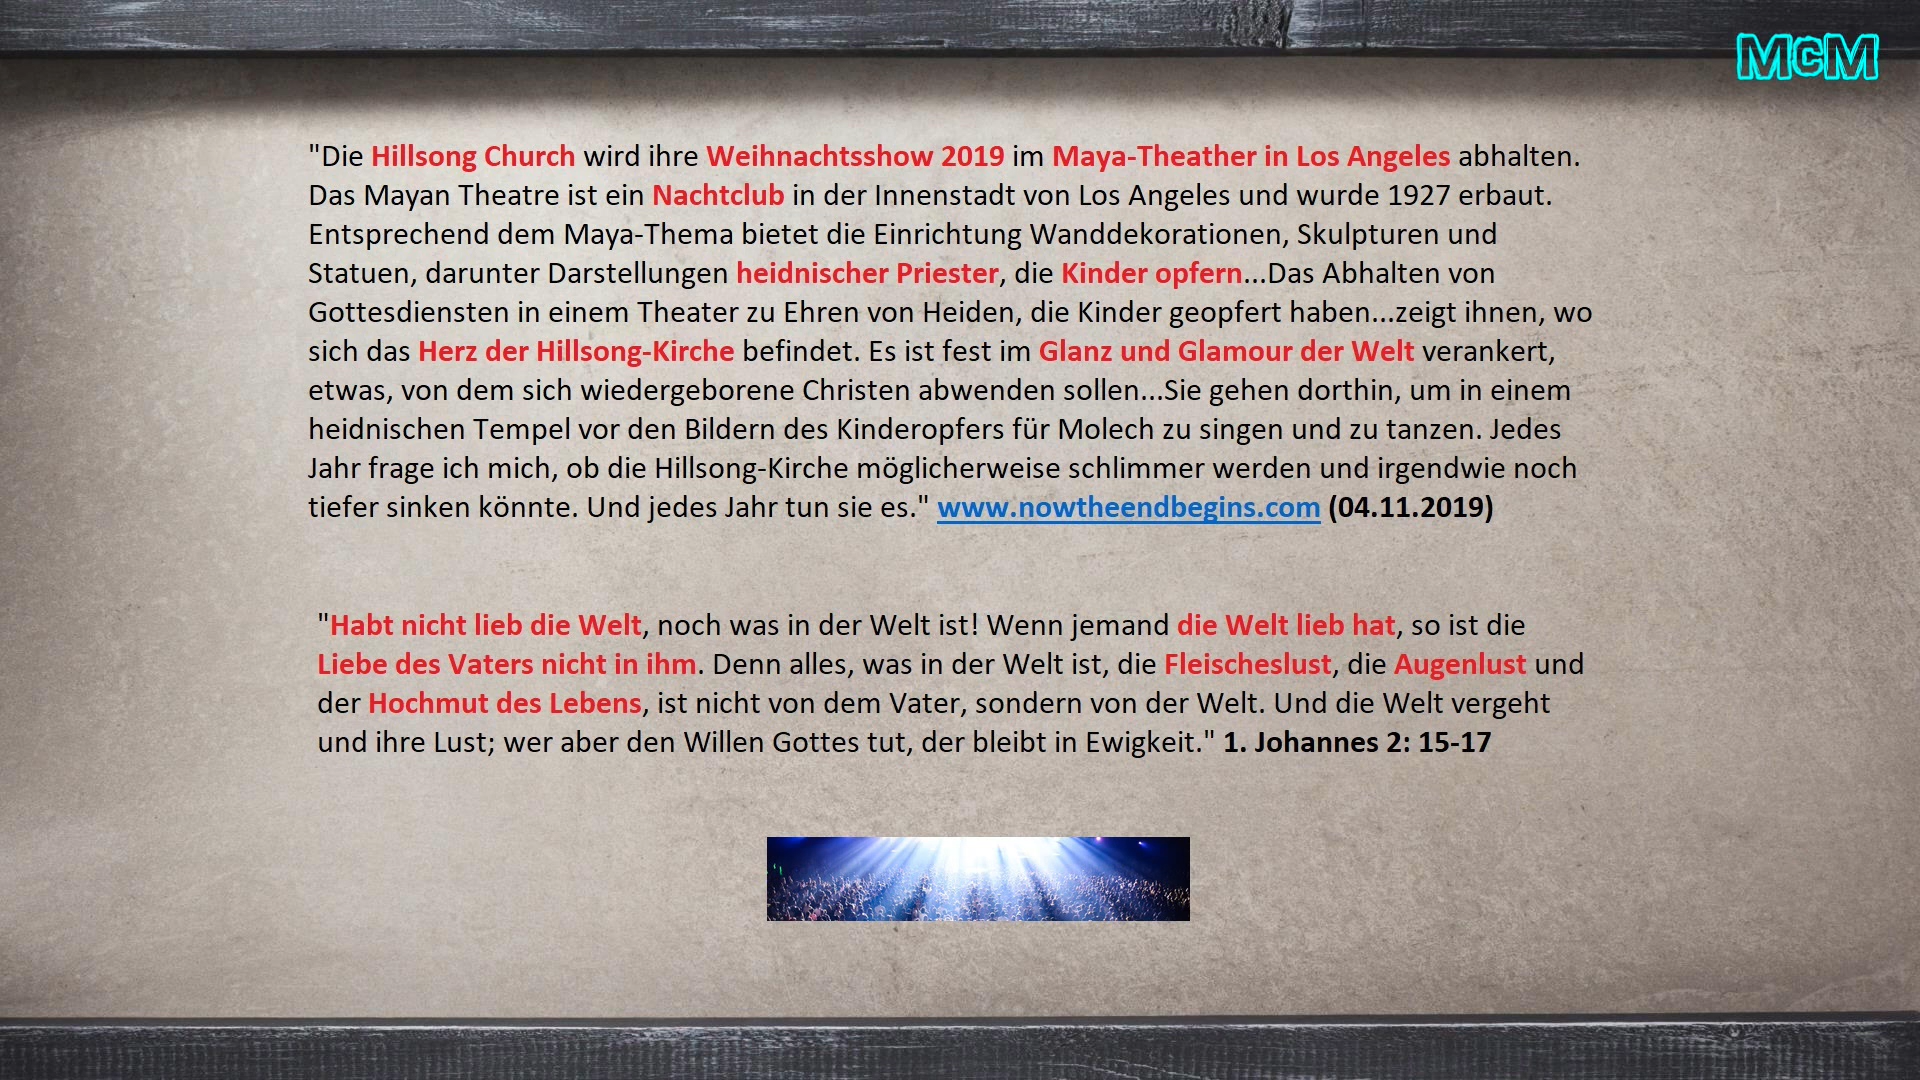 McM
"Die Hillsong Church wird ihre Weihnachtsshow 2019 im Maya-Theather in Los Angeles abhalten.
Das Mayan Theatre ist ein Nachtclub in der Innenstadt von Los Angeles und wurde 1927 erbaut.
Entsprechend dem Maya-Thema bietet die Einrichtung Wanddekorationen, Skulpturen und
Statuen, darunter Darstellungen heidnischer Priester, die Kinder opfern...Das Abhalten von
Gottesdiensten in einem Theater zu Ehren von Heiden, die Kinder geopfert haben...zeigt ihnen, wo
sich das Herz der Hillsong-Kirche befindet. Es ist fest im Glanz und Glamour der Welt verankert,
etwas, von dem sich wiedergeborene Christen abwenden sollen...Sie gehen dorthin, um in einem
heidnischen Tempel vor den Bildern des Kinderopfers für Molech zu singen und zu tanzen. Jedes
Jahr frage ich mich, ob die Hillsong-Kirche möglicherweise schlimmer werden und irgendwie noch
tiefer sinken könnte. Und jedes Jahr tun sie es." www.nowtheendbegins.com (04.11.2019)
"Habt nicht lieb die Welt, noch was in der Welt ist! Wenn jemand die Welt lieb hat, so ist die
Liebe des Vaters nicht in ihm. Denn alles, was in der Welt ist, die Fleischeslust, die Augenlust und
der Hochmut des Lebens, ist nicht von dem Vater, sondern von der Welt. Und die Welt vergeht
und ihre Lust; wer aber den Willen Gottes tut, der bleibt in Ewigkeit." 1. Johannes 2: 15-17